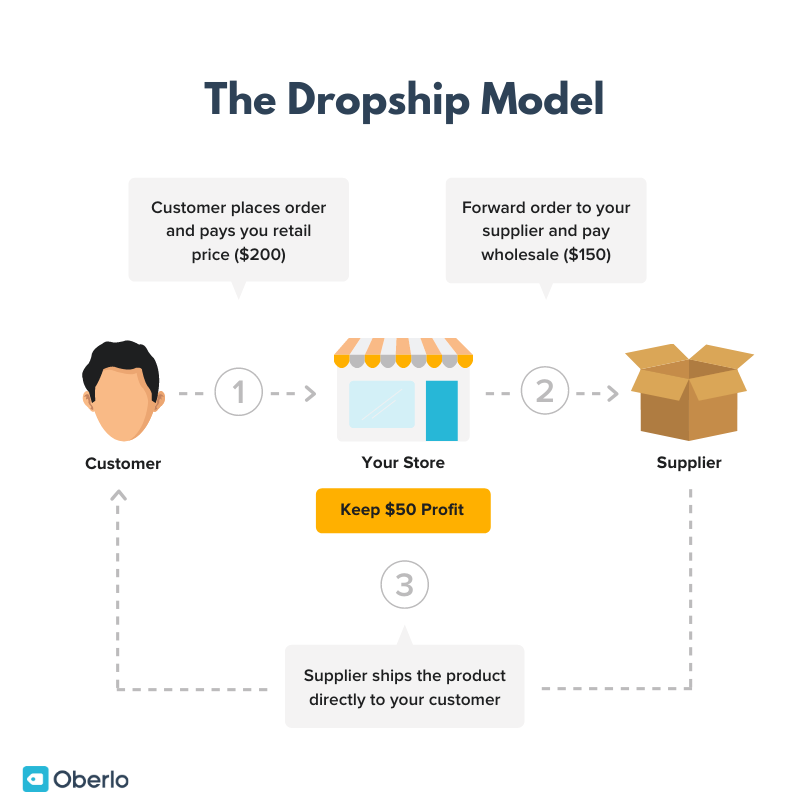 The Dropship Model
Customer places order
and pays you retail
price ($200)
Forward order to your
supplier and pay
wholesale ($150)
1
2
Customer
Your Store
Supplier
Keep $50 Profit
3
Supplier ships the product
directly to your customer
Oberlo